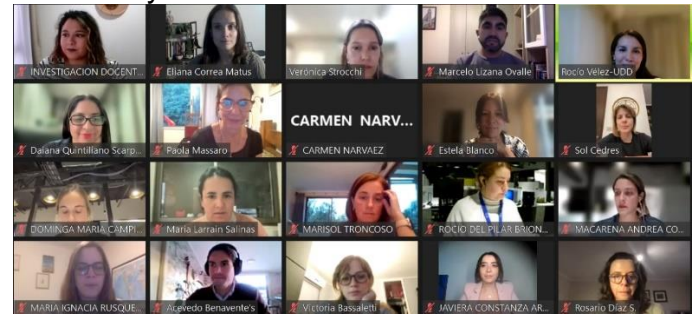 INVESTIGACION DOCENT...
Eliana Correa Matus
Verónica Strocchi
Marcelo Lizana Ovalle
Rocío Vélez-UDD
Daiana Quintiliano Scarp...
Paola Massaro
CARMEN NARV...
CARMEN NARVAEZ
Estela Blanco
Sol Cedres
DOMINGA MARIA CAMPI...
Maria Larrain Salinas
MARISOL TRONCOSO
ROCIO DEL PILAR BRION...
MACARENA ANDREA CO...
MARIA IGNACIA RUSQUE...
Acevedo Benavente's
Victoria Bassaletti
JAVIERA CONSTANZA AR...
Rosario Díaz S.